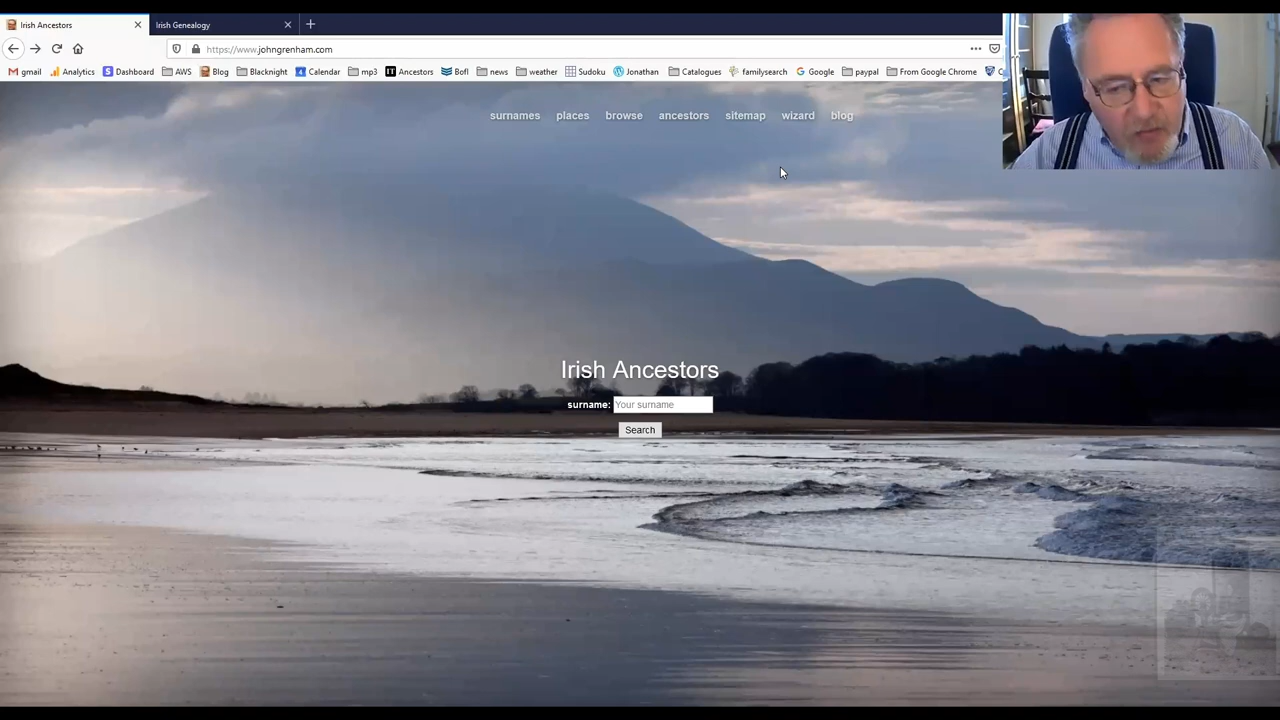 Irish Ancestors
Irish Genealogy
https://www.johngrenham.com
gmail Analytics Dashboard AWS Blog Blacknight Calendar mp3 Ancestors BofI news weather Sudoku Jonathan Catalogues familysearch Google paypal From Google Chrome
surnames places browse ancestors sitemap wizard blog
Irish Ancestors
surname: Your surname
Search